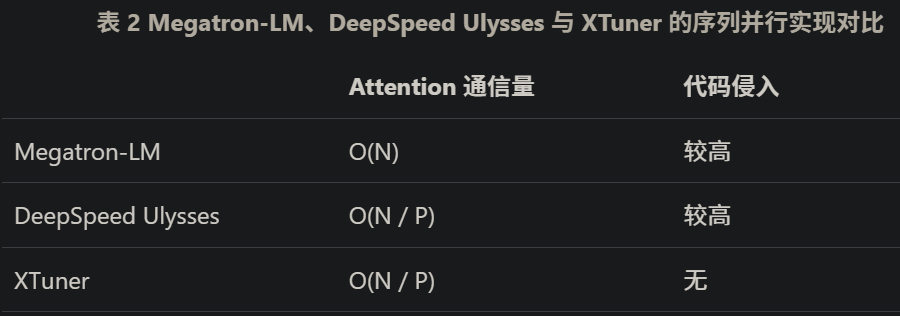 表 2 Megatron-LM、DeepSpeed Ulysses 与 XTuner 的序列并行实现对比
Attention 通信量 代码侵入
Megatron-LM O(N) 较高
DeepSpeed Ulysses O(N / P) 较高
XTuner O(N / P) 无